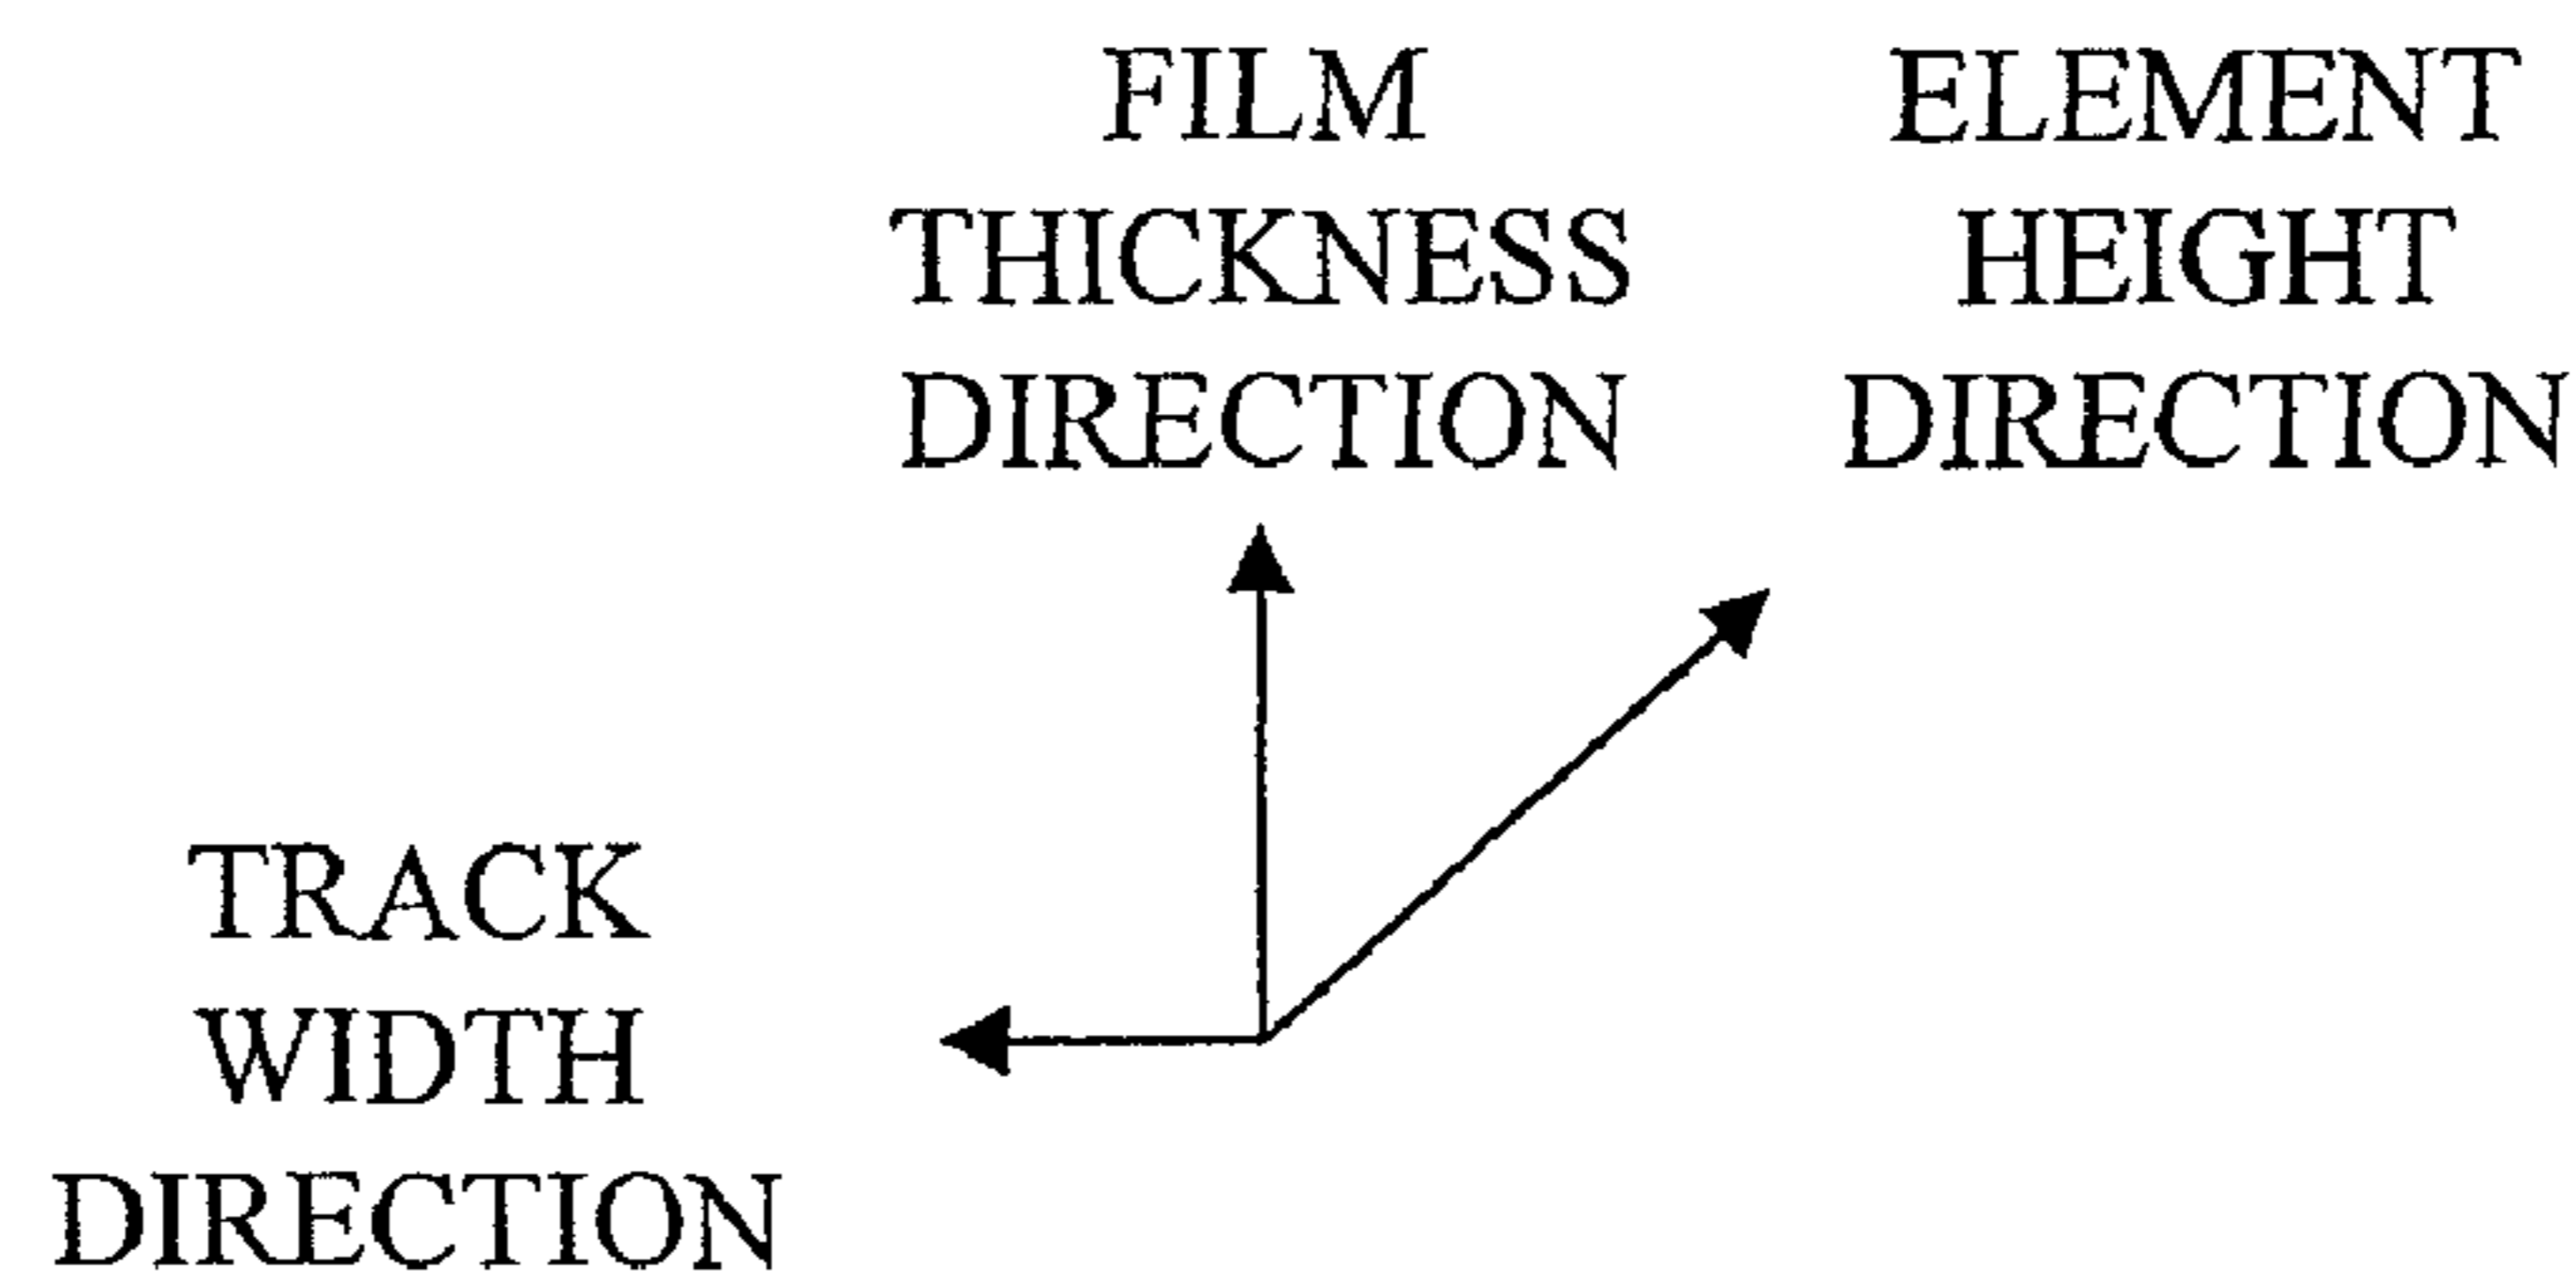 FILM
THICKNESS
DIRECTION
ELEMENT
HEIGHT
DIRECTION
TRACK
WIDTH
DIRECTION